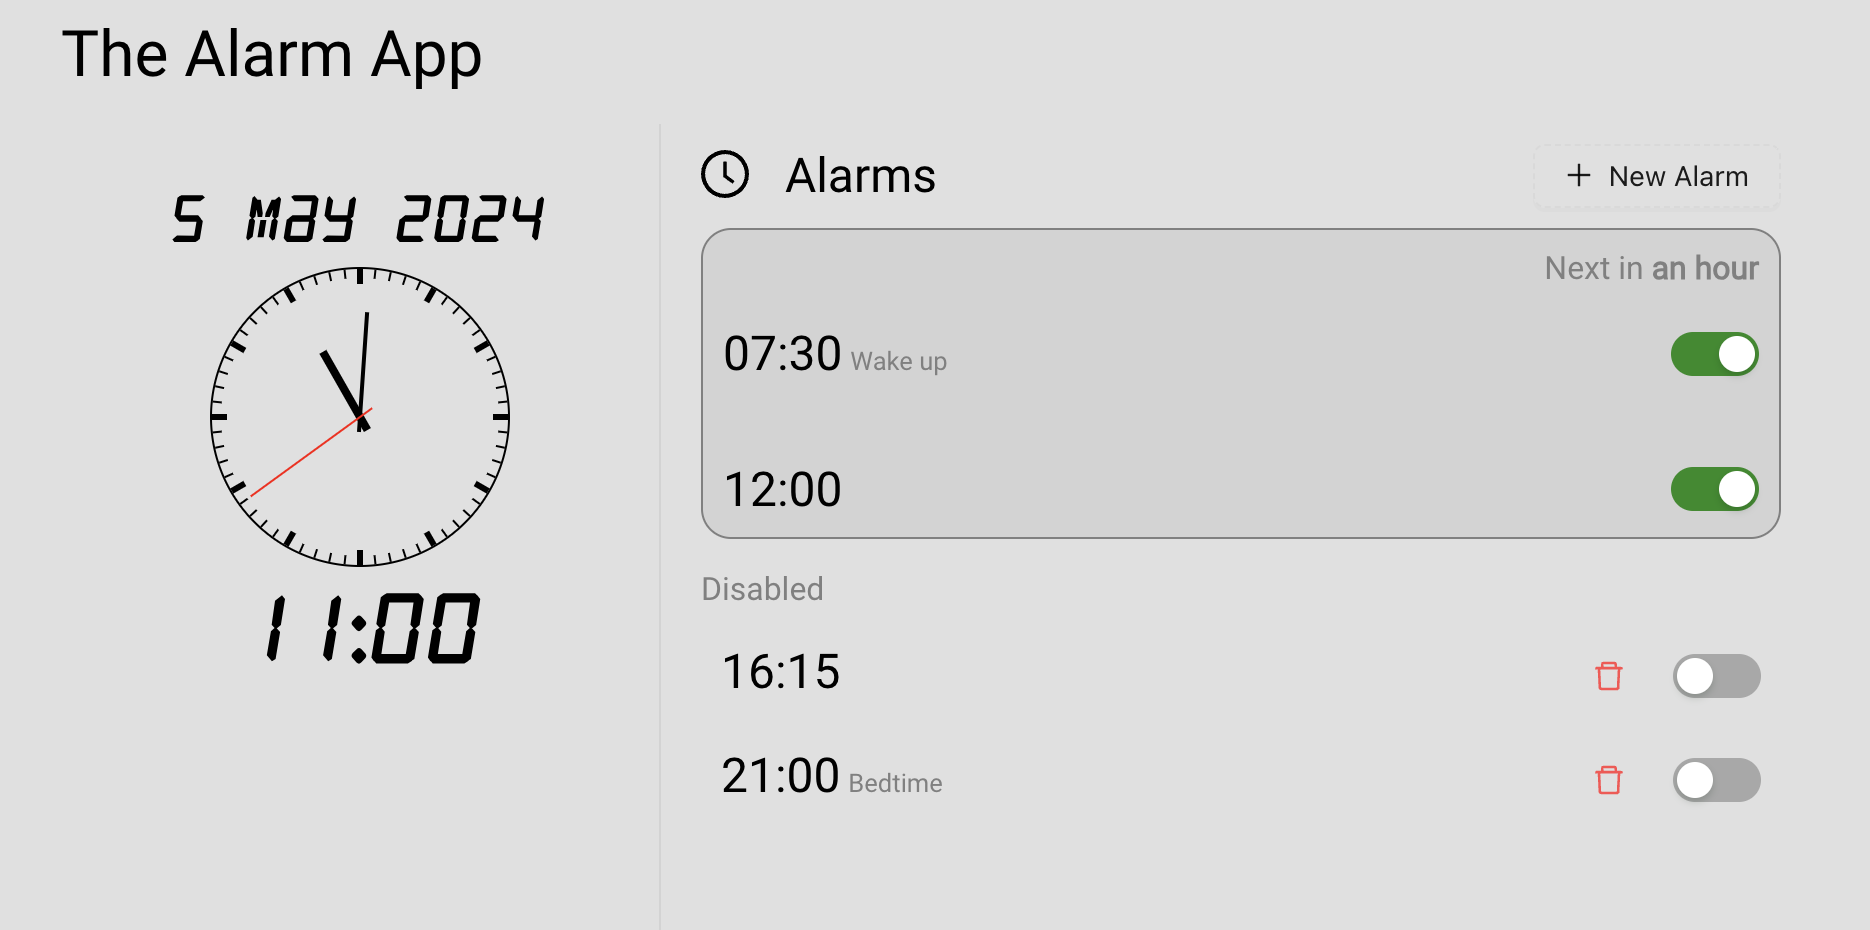 The Alarm App
5 May 2024
11:00
Alarms
+ New Alarm
Next in an hour
07:30 Wake up
12:00
Disabled
16:15
21:00 Bedtime